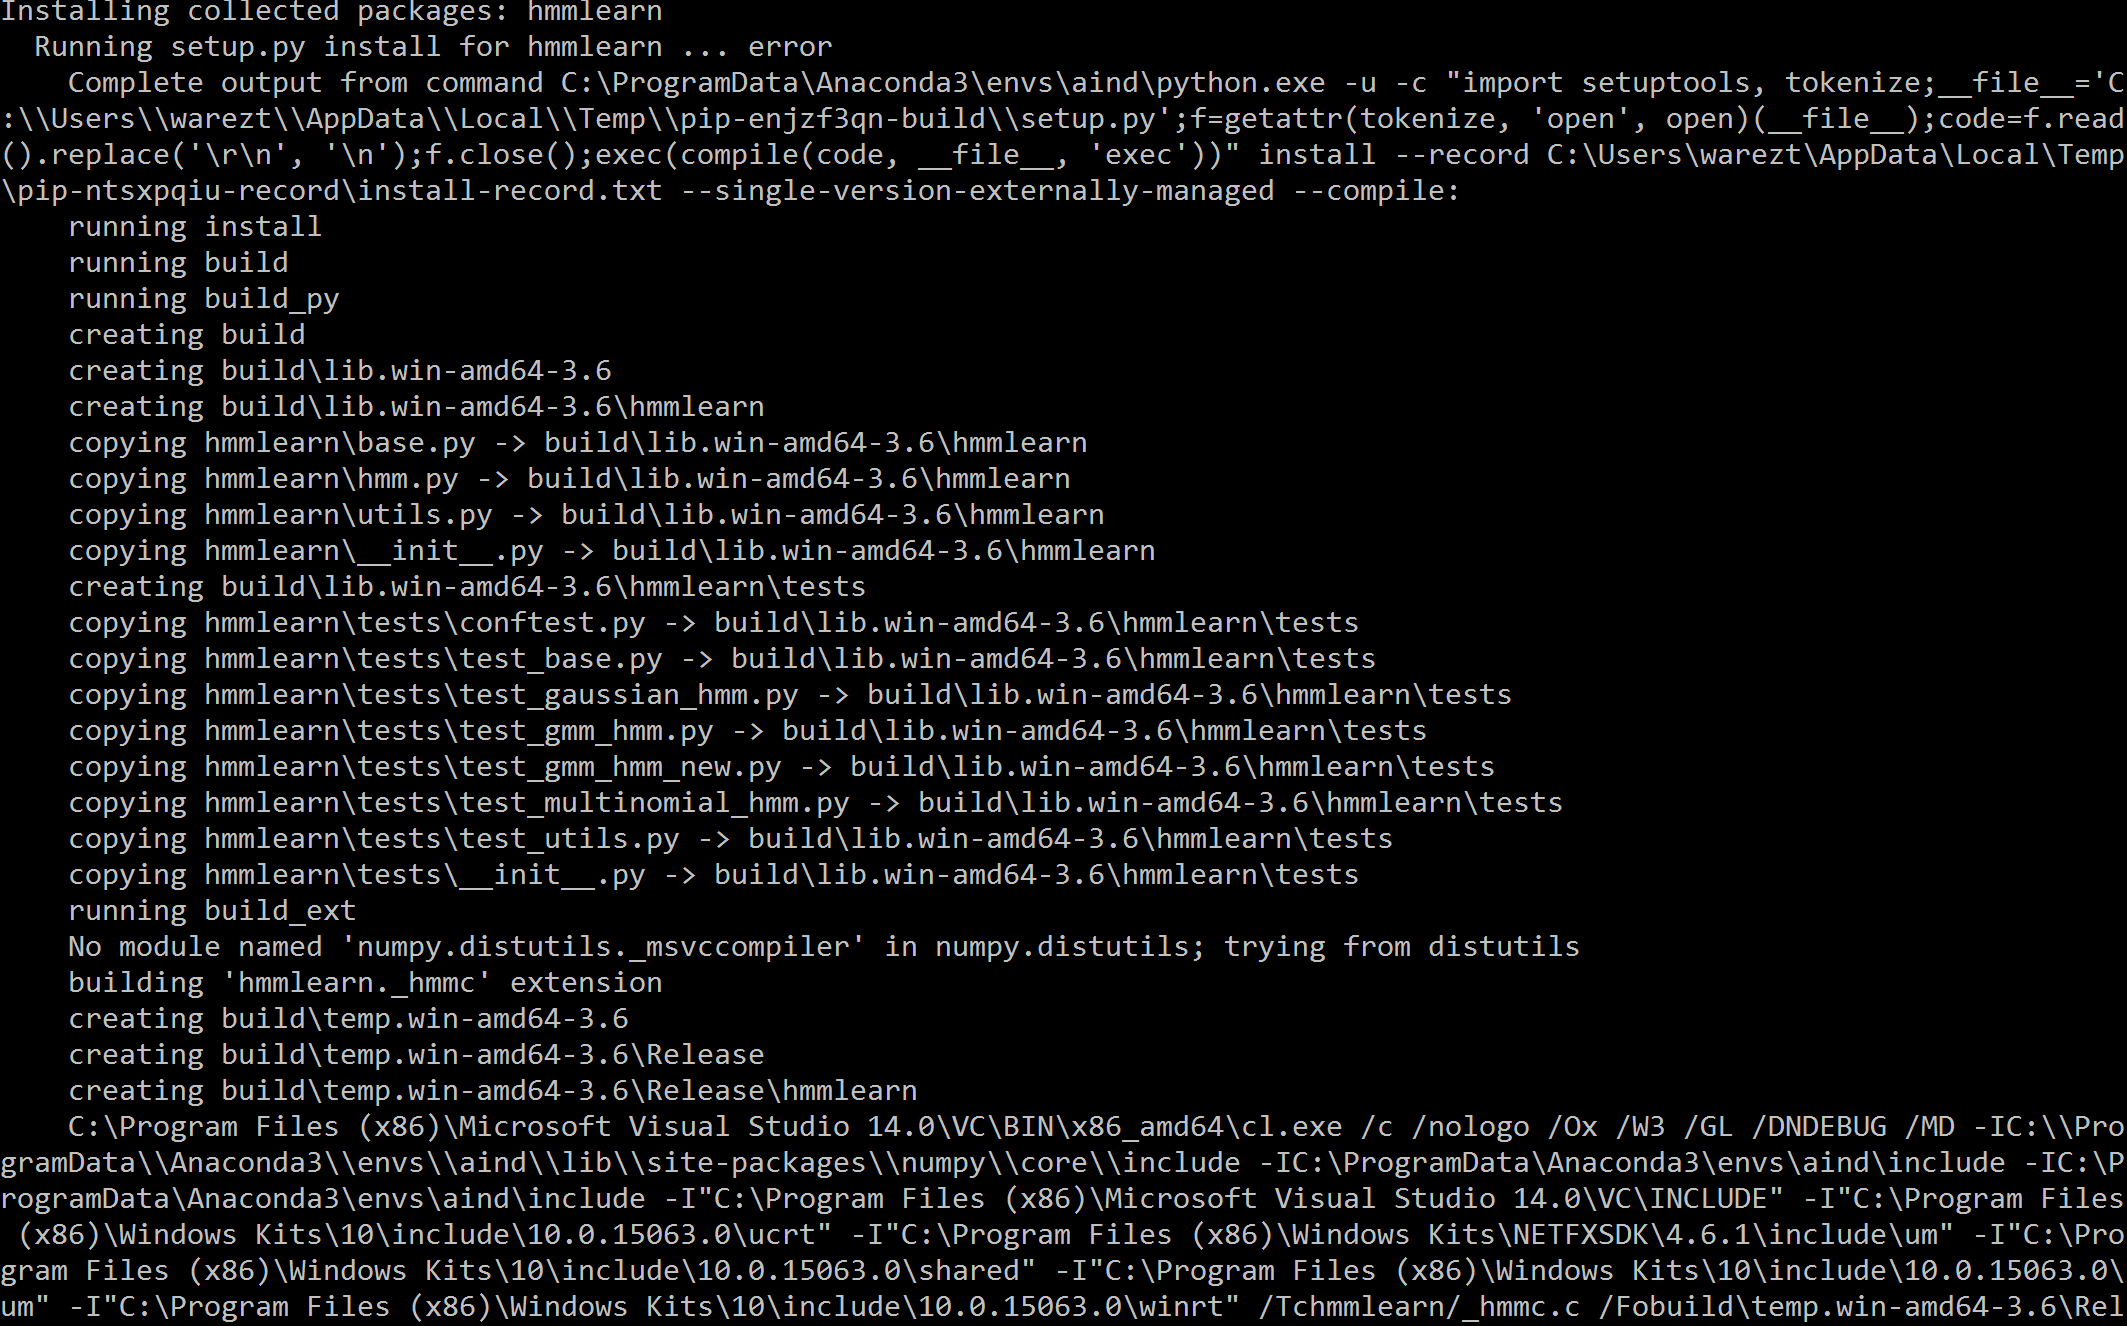 Installing collected packages: hmmlearn
  Running setup.py install for hmmlearn ... error
    Complete output from command C:\ProgramData\Anaconda3\envs\aind\python.exe -u -c "import setuptools, tokenize;__file__='C
:\\Users\\warezt\\AppData\\Local\\Temp\\pip-enjzf3qn-build\\setup.py';f=getattr(tokenize, 'open', open)(__file__);code=f.read
().replace('\r\n', '\n');f.close();exec(compile(code, __file__, 'exec'))" install --record C:\Users\warezt\AppData\Local\Temp
\pip-ntsxpqiu-record\install-record.txt --single-version-externally-managed --compile:
    running install
    running build
    running build_py
    creating build
    creating build\lib.win-amd64-3.6
    creating build\lib.win-amd64-3.6\hmmlearn
    copying hmmlearn\base.py -> build\lib.win-amd64-3.6\hmmlearn
    copying hmmlearn\hmm.py -> build\lib.win-amd64-3.6\hmmlearn
    copying hmmlearn\utils.py -> build\lib.win-amd64-3.6\hmmlearn
    copying hmmlearn\__init__.py -> build\lib.win-amd64-3.6\hmmlearn
    creating build\lib.win-amd64-3.6\hmmlearn\tests
    copying hmmlearn\tests\conftest.py -> build\lib.win-amd64-3.6\hmmlearn\tests
    copying hmmlearn\tests\test_base.py -> build\lib.win-amd64-3.6\hmmlearn\tests
    copying hmmlearn\tests\test_gaussian_hmm.py -> build\lib.win-amd64-3.6\hmmlearn\tests
    copying hmmlearn\tests\test_gmm_hmm.py -> build\lib.win-amd64-3.6\hmmlearn\tests
    copying hmmlearn\tests\test_gmm_hmm_new.py -> build\lib.win-amd64-3.6\hmmlearn\tests
    copying hmmlearn\tests\test_multinomial_hmm.py -> build\lib.win-amd64-3.6\hmmlearn\tests
    copying hmmlearn\tests\test_utils.py -> build\lib.win-amd64-3.6\hmmlearn\tests
    copying hmmlearn\tests\__init__.py -> build\lib.win-amd64-3.6\hmmlearn\tests
    running build_ext
    No module named 'numpy.distutils._msvccompiler' in numpy.distutils; trying from distutils
    building 'hmmlearn._hmmc' extension
    creating build\temp.win-amd64-3.6
    creating build\temp.win-amd64-3.6\Release
    creating build\temp.win-amd64-3.6\Release\hmmlearn
    C:\Program Files (x86)\Microsoft Visual Studio 14.0\VC\BIN\x86_amd64\cl.exe /c /nologo /Ox /W3 /GL /DNDEBUG /MD -IC:\\Pro
gramData\\Anaconda3\\envs\\aind\\lib\\site-packages\\numpy\\core\\include -IC:\ProgramData\Anaconda3\envs\aind\include -IC:\P
rogramData\Anaconda3\envs\aind\include -I"C:\Program Files (x86)\Microsoft Visual Studio 14.0\VC\INCLUDE" -I"C:\Program Files
 (x86)\Windows Kits\10\include\10.0.15063.0\ucrt" -I"C:\Program Files (x86)\Windows Kits\NETFXSDK\4.6.1\include\um" -I"C:\Pro
gram Files (x86)\Windows Kits\10\include\10.0.15063.0\shared" -I"C:\Program Files (x86)\Windows Kits\10\include\10.0.15063.0\
um" -I"C:\Program Files (x86)\Windows Kits\10\include\10.0.15063.0\winrt" /Tchmmlearn/_hmmc.c /Fobuild\temp.win-amd64-3.6\Rel